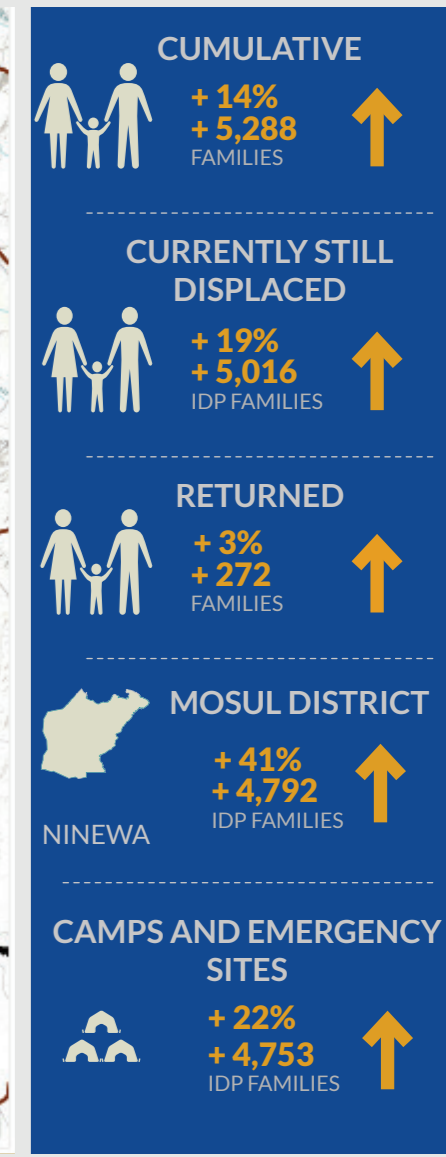 CUMULATIVE
+ 14%
+ 5,288
FAMILIES
CURRENTLY STILL
DISPLACED
+ 19%
+ 5,016
IDP FAMILIES
RETURNED
+ 3%
+ 272
FAMILIES
MOSUL DISTRICT
+ 41%
+ 4,792
IDP FAMILIES
NINEWA
CAMPS AND EMERGENCY
SITES
+ 22%
+ 4,753
IDP FAMILIES